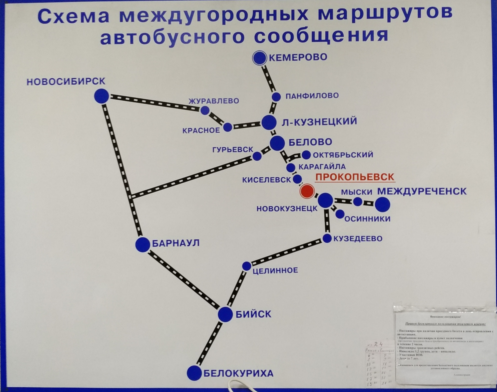 Схема междугородных маршрутов
автобусного сообщения
КЕМЕРОВО
НОВОСИБИРСК
ПАНФИЛОВО
ЖУРАВЛЕВО
Л-КУЗНЕЦКИЙ
КРАСНОЕ
БЕЛОВО
ГУРЬЕВСК
ОКТЯБРЬСКИЙ
КАРАГАЙЛА
КИСЕЛЕВСК
ПРОКОПЬЕВСК
МЫСКИ
МЕЖДУРЕЧЕНСК
НОВОКУЗНЕЦК
ОСИННИКИ
КУЗЕДЕЕВО
БАРНАУЛ
ЦЕЛИННОЕ
БИЙСК
БЕЛОКУРИХА